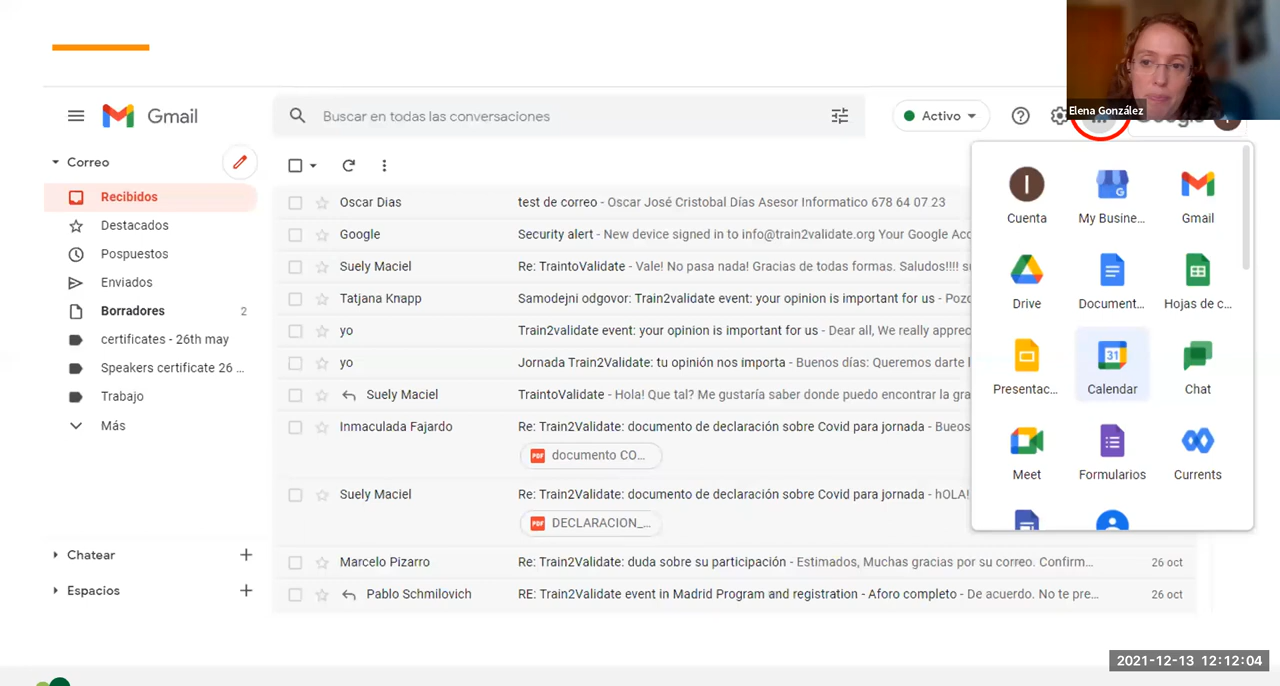 Elena González
Gmail
Buscar en todas las conversaciones
Activo
Correo
Recibidos
Destacados
Pospuestos
Enviados
Borradores 2
certificates - 26th may
Speakers certificate 26 ...
Trabajo
Más
Chatear
Espacios
Oscar Dias test de correo - Oscar José Cristobal Días Asesor Informatico 678 64 07 23
Google Security alert - New device signed in to info@train2validate.org Your Google Acc
Suely Maciel Re: TraintoValidate - Vale! No pasa nada! Gracias de todas formas. Saludos!!!! su
Tatjana Knapp Samodejni odgovor: Train2validate event: your opinion is important for us - Pozo
yo Train2validate event: your opinion is important for us - Dear all, We really apprec
yo Jornada Train2Validate: tu opinión nos importa - Buenos días: Queremos darte l
Suely Maciel TraintoValidate - Hola! Que tal? Me gustaría saber donde puedo encontrar la gra
Inmaculada Fajardo Re: Train2Validate: documento de declaración sobre Covid para jornada - Bueos
PDF documento CO...
Suely Maciel Re: Train2Validate: documento de declaración sobre Covid para jornada - hOLA!
PDF DECLARACION_...
Marcelo Pizarro Re: Train2Validate: duda sobre su participación - Estimados, Muchas gracias por su correo. Confirm... 26 oct
Pablo Schmilovich RE: Train2Validate event in Madrid Program and registration - Aforo completo - De acuerdo. No te pre... 26 oct
I
Cuenta My Busine... Gmail
Drive Document... Hojas de c...
31
Presentac... Calendar Chat
Meet Formularios Currents
2021-12-13 12:12:04